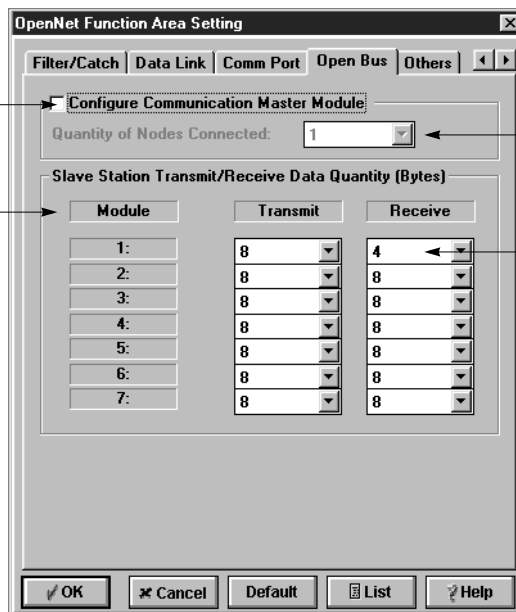 OpenNet Function Area Setting
Filter/Catch Data Link Comm Port Open Bus Others
Configure Communication Master Module
Quantity of Nodes Connected: 1
Slave Station Transmit/Receive Data Quantity (Bytes)
Module Transmit Receive
1: 8 4
2: 8 8
3: 8 8
4: 8 8
5: 8 8
6: 8 8
7: 8 8
OK Cancel Default List Help